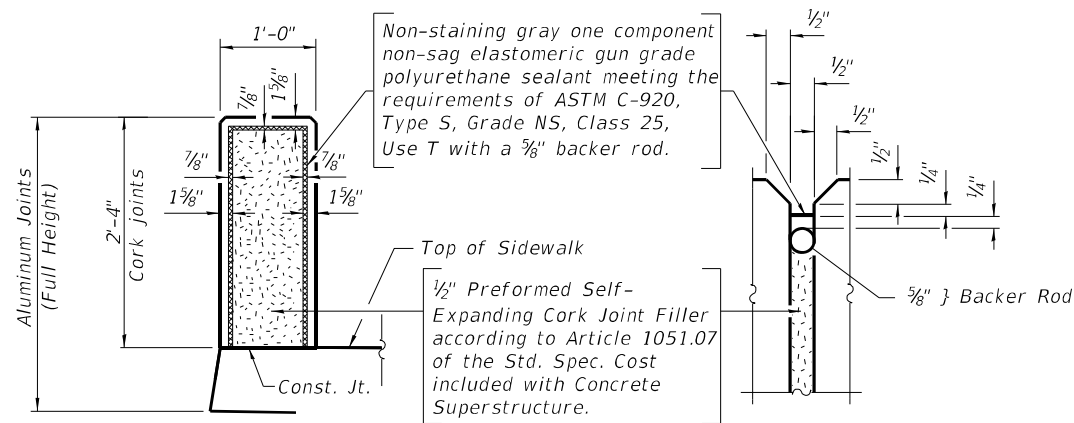 1'-0"
Non-staining gray one component
non-sag elastomeric gun grade
polyurethane sealant meeting the
requirements of ASTM C-920,
Type S, Grade NS, Class 25,
Use T with a 5/8" backer rod.
7/8"
1 5/8"
7/8"
7/8"
1 5/8"
1 5/8"
Aluminum Joints
(Full Height)
2'-4"
Cork joints
Top of Sidewalk
Const. Jt.
1/2" Preformed Self-
Expanding Cork Joint Filler
according to Article 1051.07
of the Std. Spec. Cost
included with Concrete
Superstructure.
1/2"
1/2"
1/2"
1/2"
1/4"
1/4"
5/8" } Backer Rod